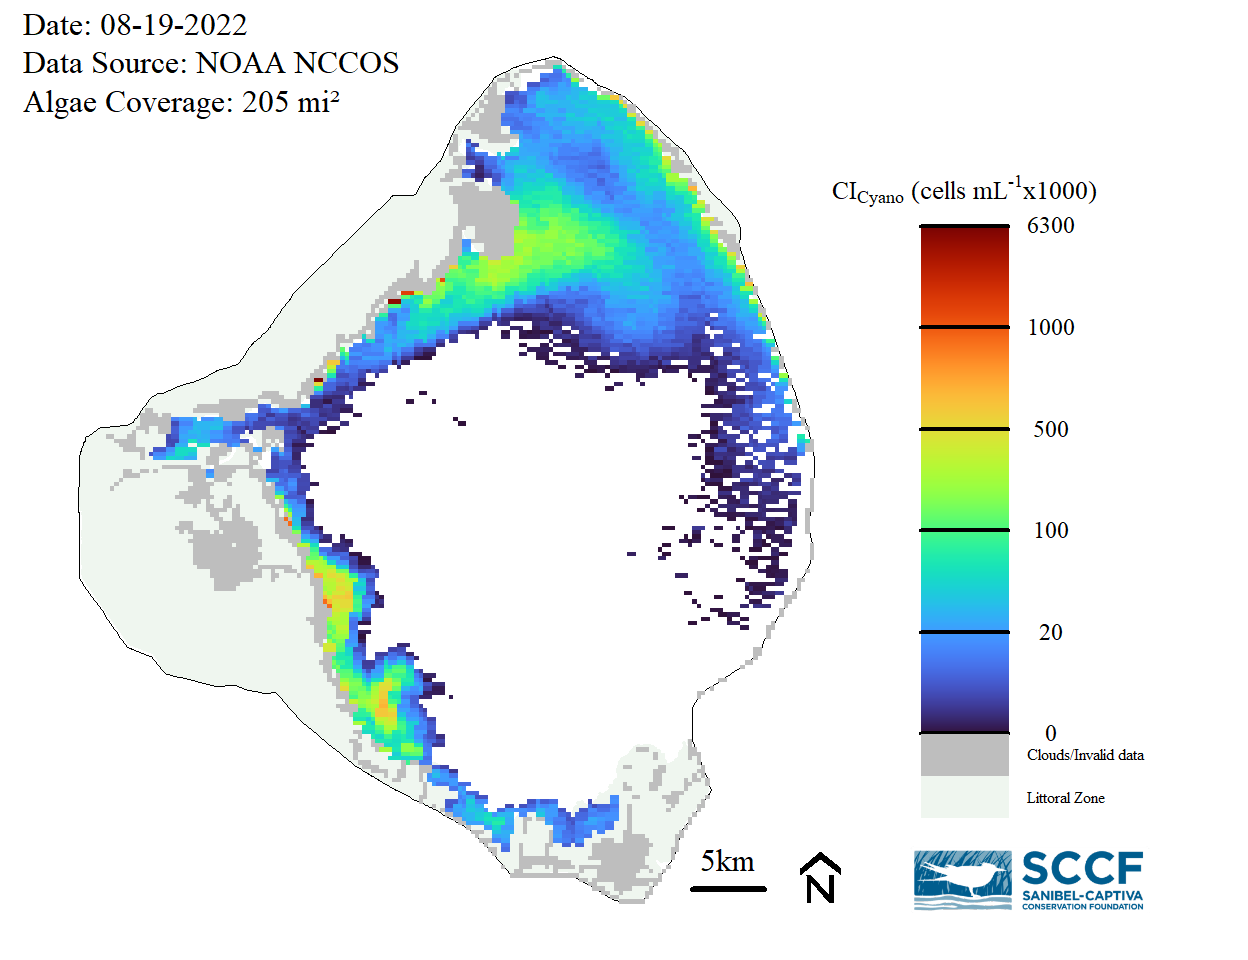 Date: 08-19-2022
Data Source: NOAA NCCOS
Algae Coverage: 205 mi²
CICyano (cells mL-1x1000)
6300
1000
500
100
20
0
Clouds/Invalid data
Littoral Zone
5km
N
SCCF
SANIBEL-CAPTIVA
CONSERVATION FOUNDATION